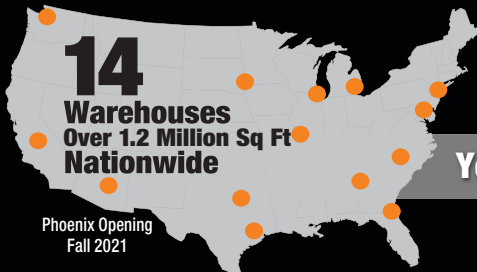 14
Warehouses
Over 1.2 Million Sq Ft
Nationwide
Phoenix Opening
Fall 2021